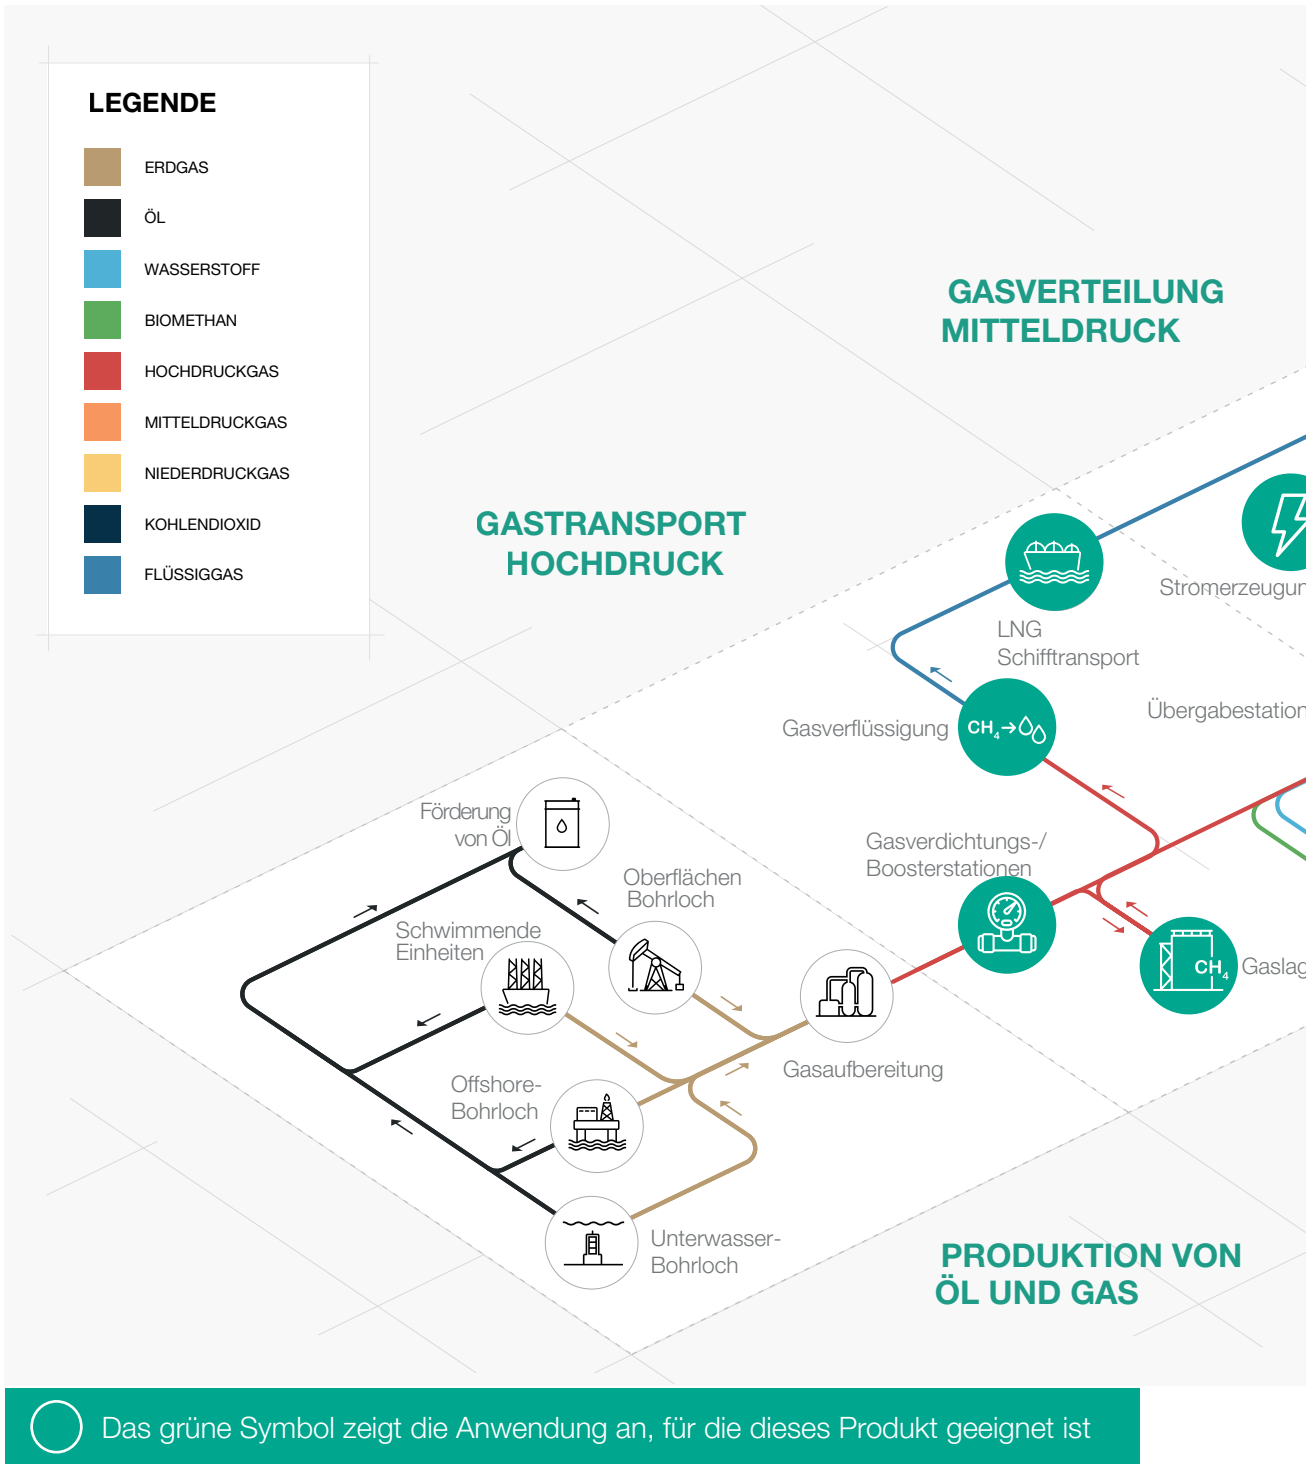 LEGENDE
ERDGAS
ÖL
WASSERSTOFF
BIOMETHAN
HOCHDRUCKGAS
MITTELDRUCKGAS
NIEDERDRUCKGAS
KOHLENDIOXID
FLÜSSIGGAS
GASVERTEILUNG
MITTELDRUCK
GASTRANSPORT
HOCHDRUCK
Stromerzeugun
LNG
Schifftransport
Übergabestation
Gasverflüssigung
CH₄→
Förderung
von Öl
Gasverdichtungs-/
Boosterstationen
Oberflächen
Bohrloch
Schwimmende
Einheiten
CH₄
Gaslag
Gasaufbereitung
Offshore-
Bohrloch
Unterwasser-
Bohrloch
PRODUKTION VON
ÖL UND GAS
Das grüne Symbol zeigt die Anwendung an, für die dieses Produkt geeignet ist